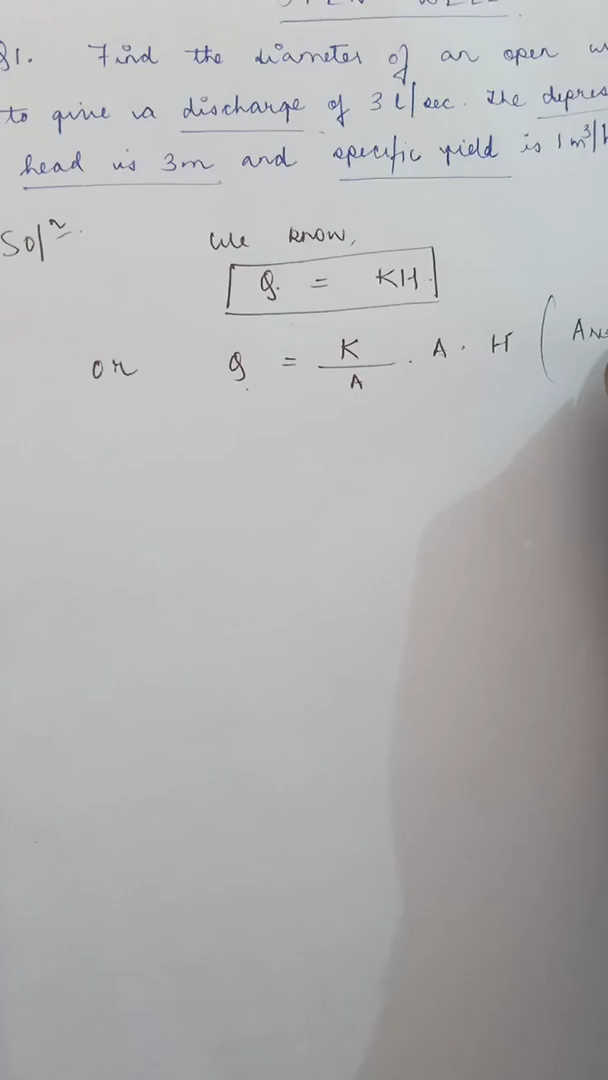 Q1. Find the diameter of an open
to give a discharge of 3 l/sec. The depres
head is 3m and specific yield is 1 m³/h
Solⁿ
We know,
Q = KH
or Q = K/A . A . H (